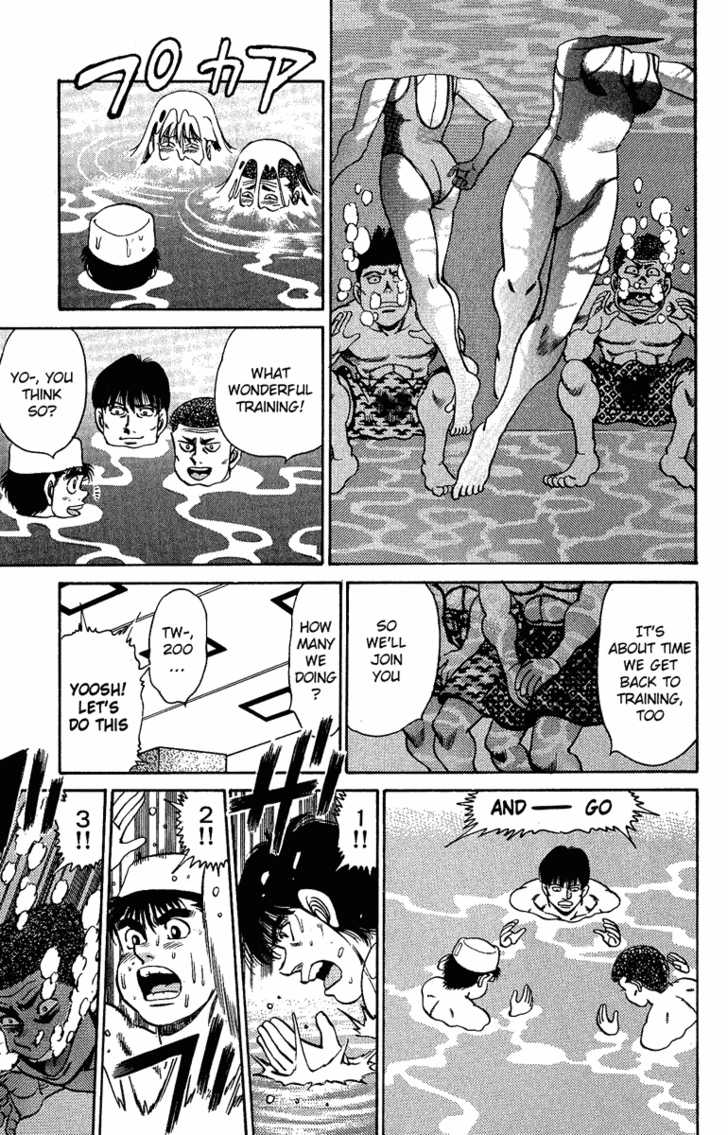 プカア
WHAT
WONDERFUL
TRAINING!
YO-, YOU
THINK
SO?
IT'S
ABOUT TIME
WE GET
BACK TO
TRAINING,
TOO
SO
WE'LL
JOIN
YOU
HOW
MANY
WE
DOING?
TW-,
200
...
YOOSH!
LET'S
DO THIS
AND — GO
1!!
2!!
3!!